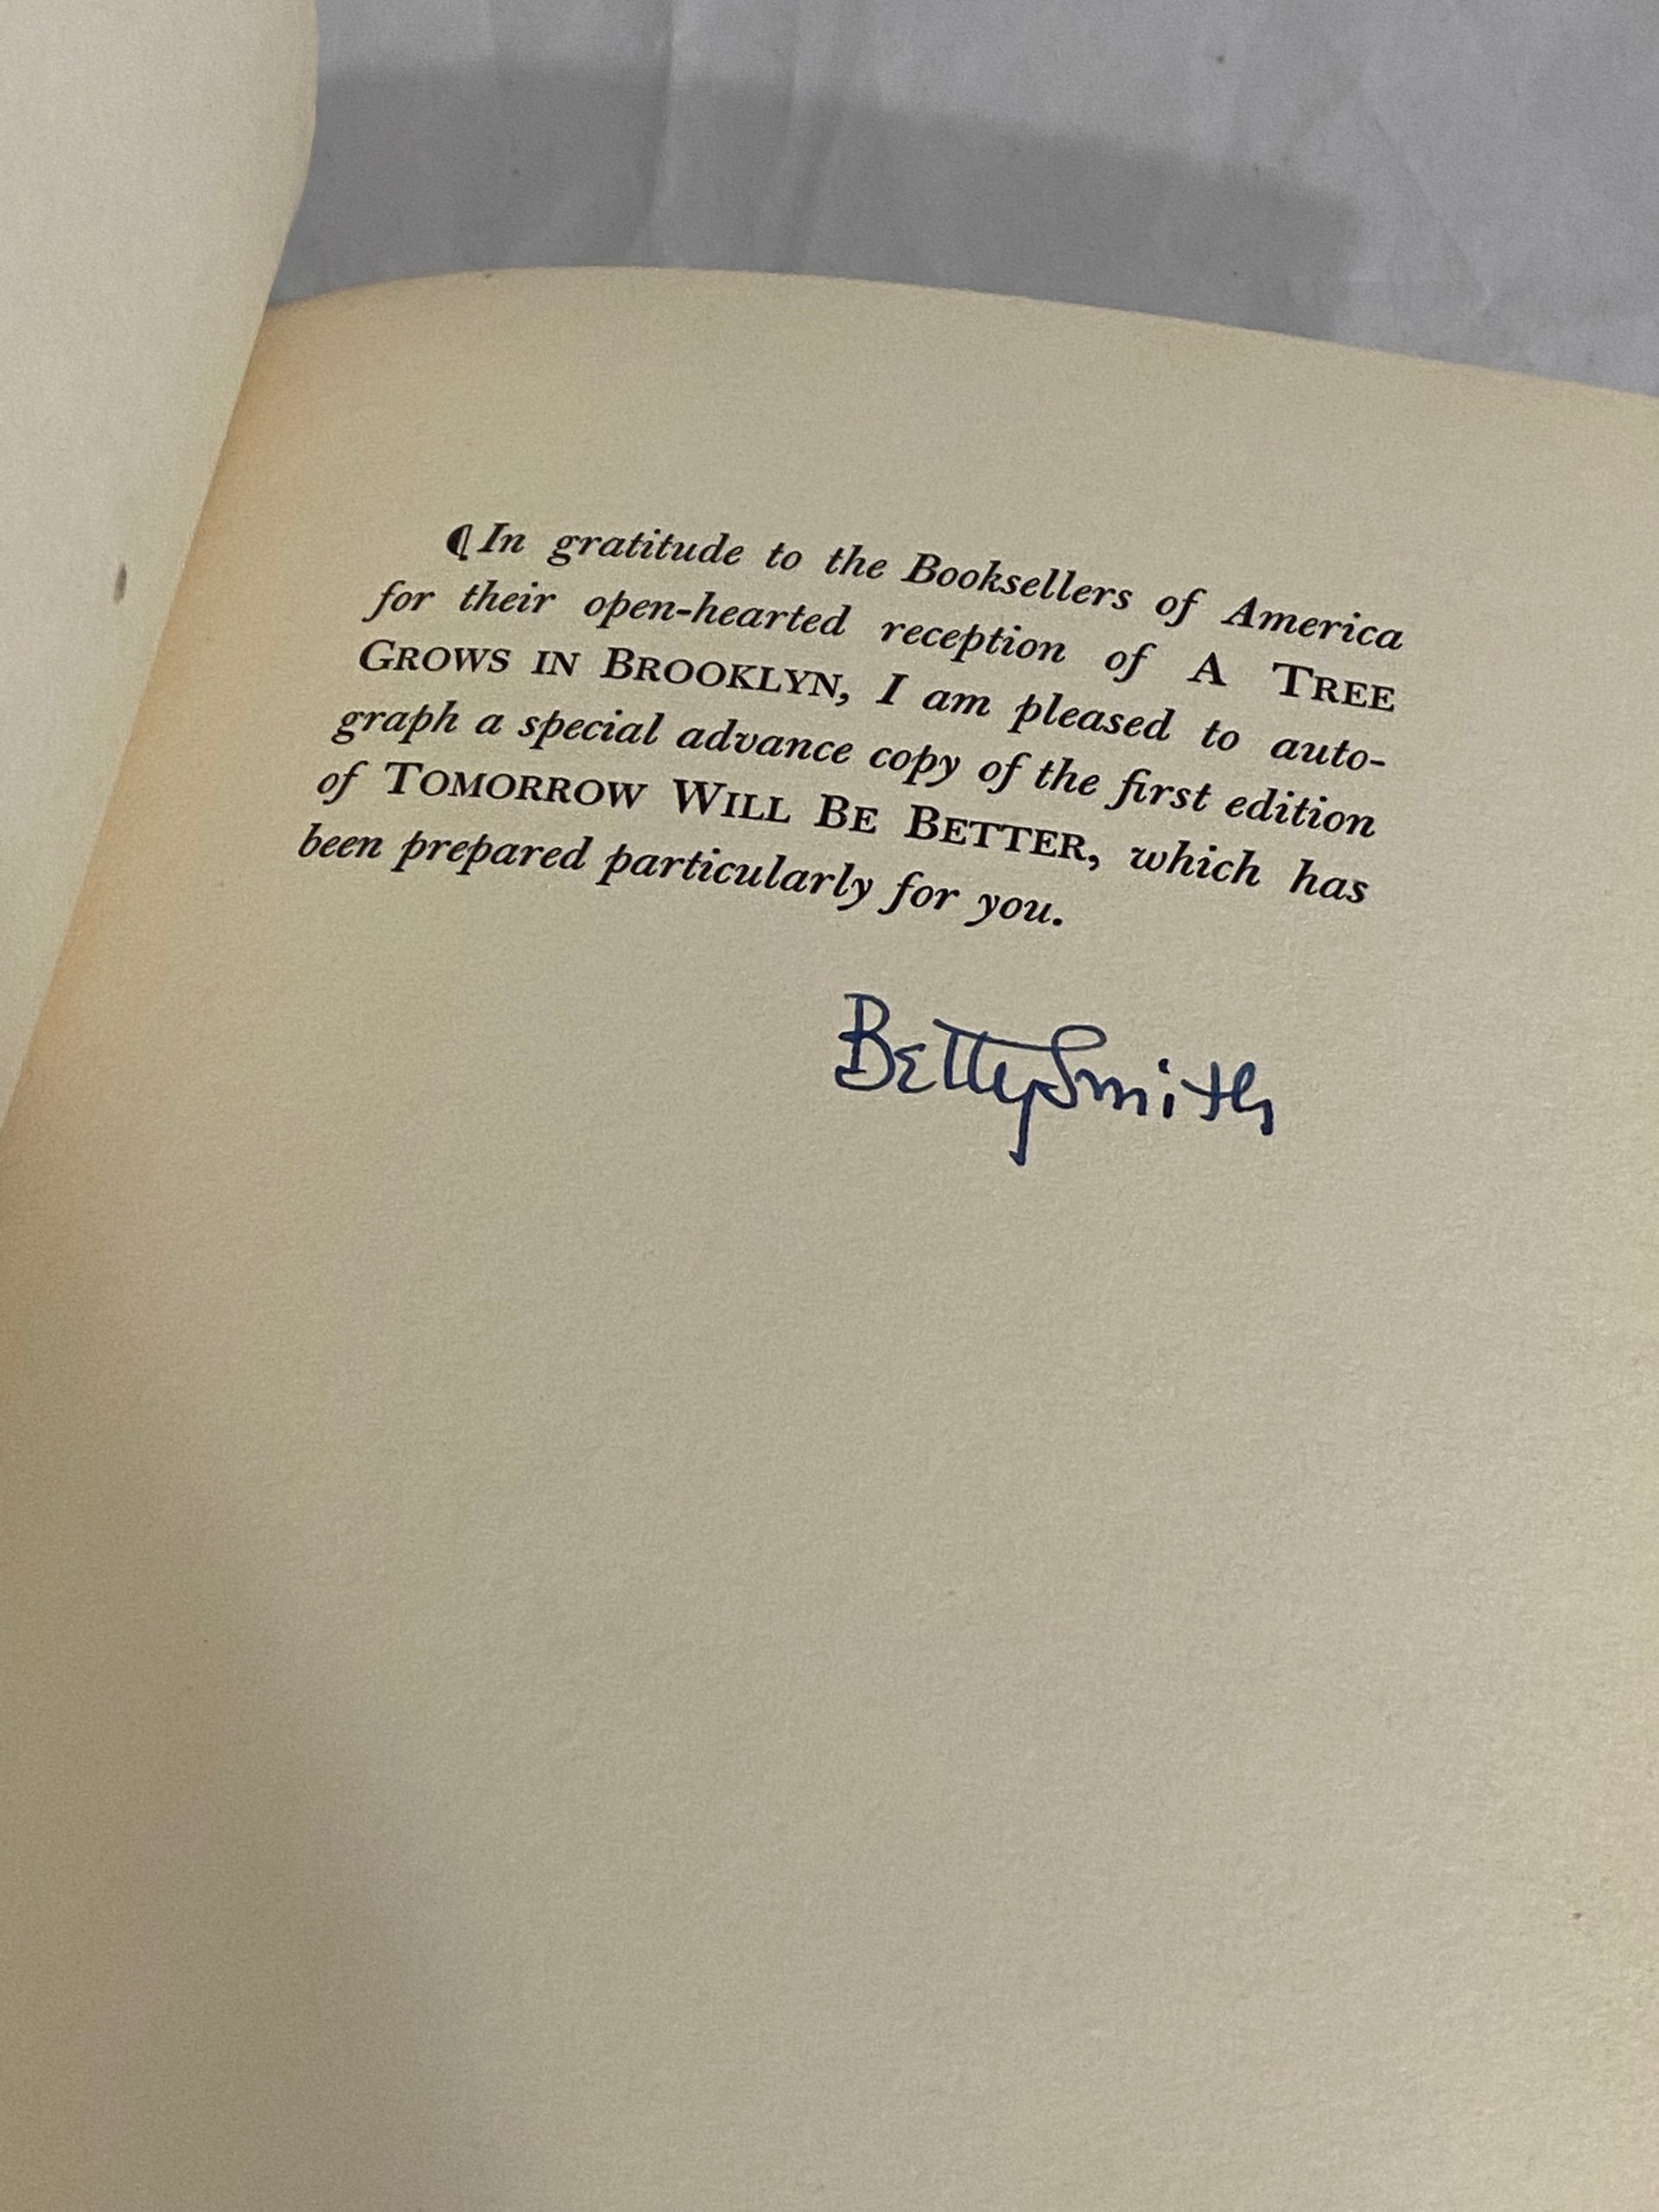 ¶In gratitude to the Booksellers of America
for their open-hearted reception of A TREE
GROWS IN BROOKLYN, I am pleased to auto-
graph a special advance copy of the first edition
of TOMORROW WILL BE BETTER, which has
been prepared particularly for you.
Betty Smith